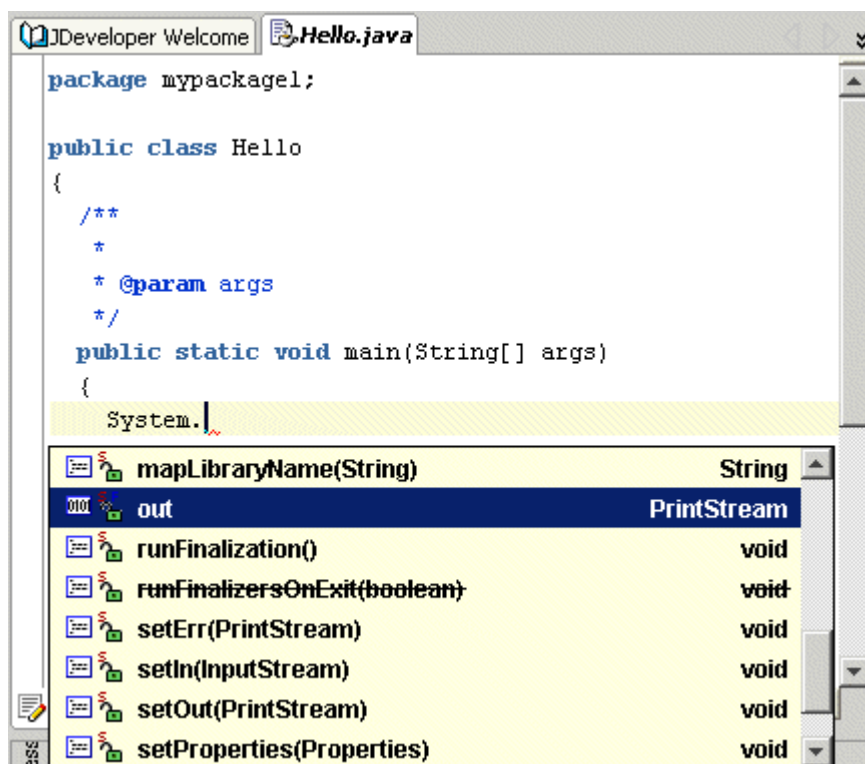 JDeveloper Welcome Hello.java
package mypackage1;
public class Hello
{
/**
*
* @param args
*/
public static void main(String[] args)
{
System.
mapLibraryName(String) String
out PrintStream
runFinalization() void
runFinalizersOnExit(boolean) void
setErr(PrintStream) void
setIn(InputStream) void
setOut(PrintStream) void
setProperties(Properties) void